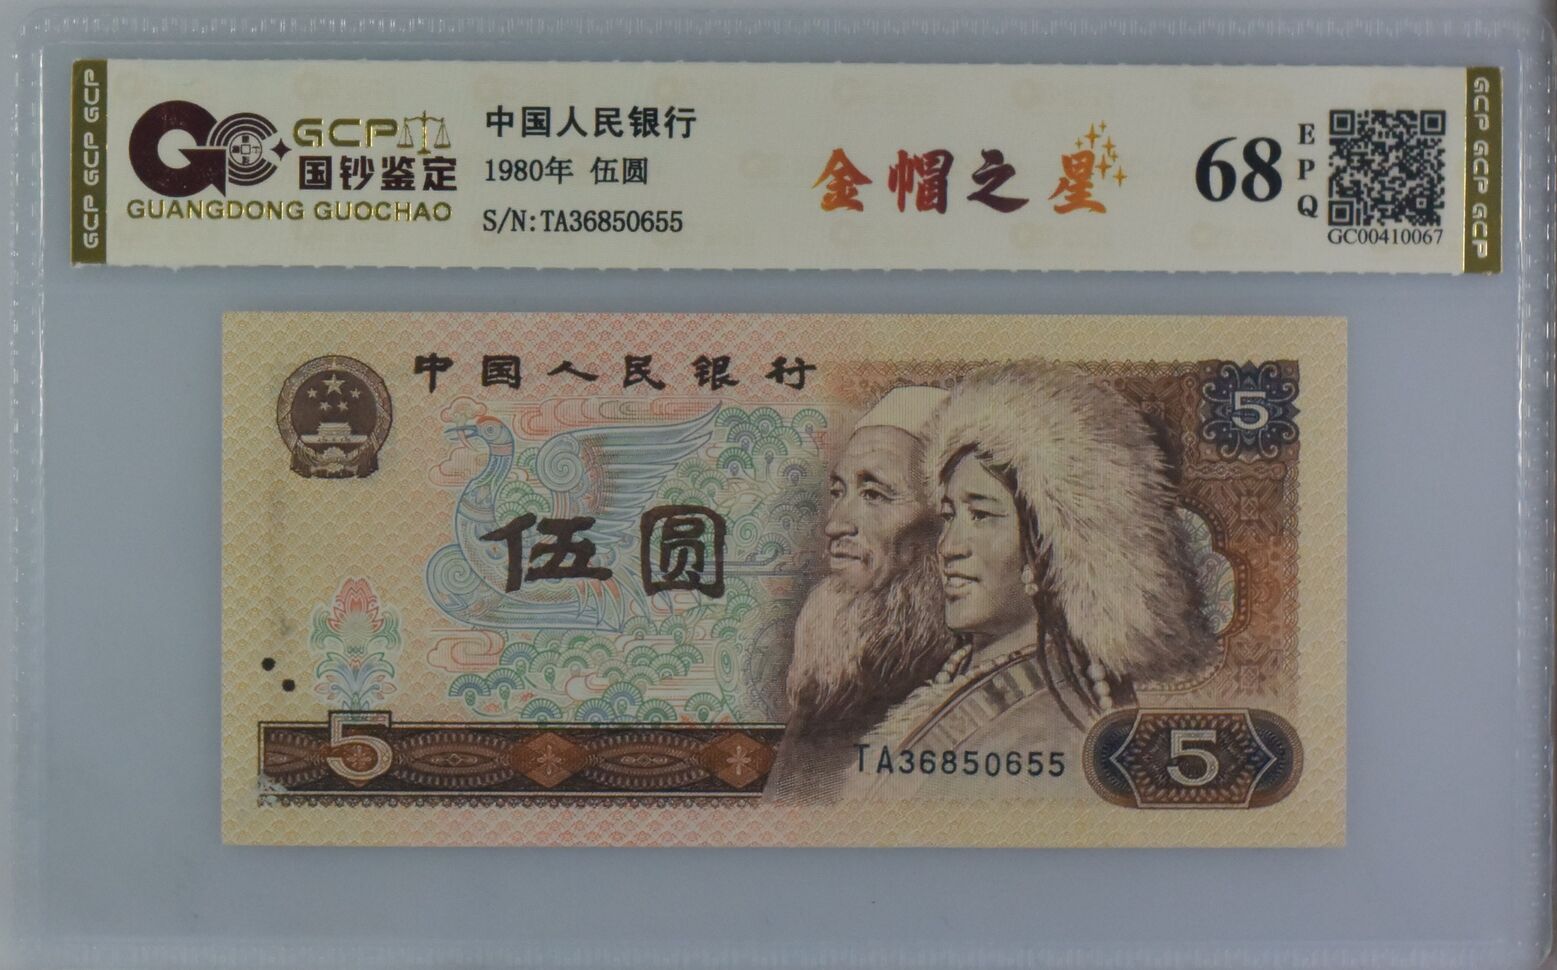 GCP GCP GCP
GCP
国钞鉴定
GUANGDONG GUOCHAO
中国人民银行
1980年 伍圆
S/N:TA36850655
金帽之星
68
EPQ
GC00410067
GCP GCP GCP
中国人民银行
5
伍圆
5
TA36850655
5